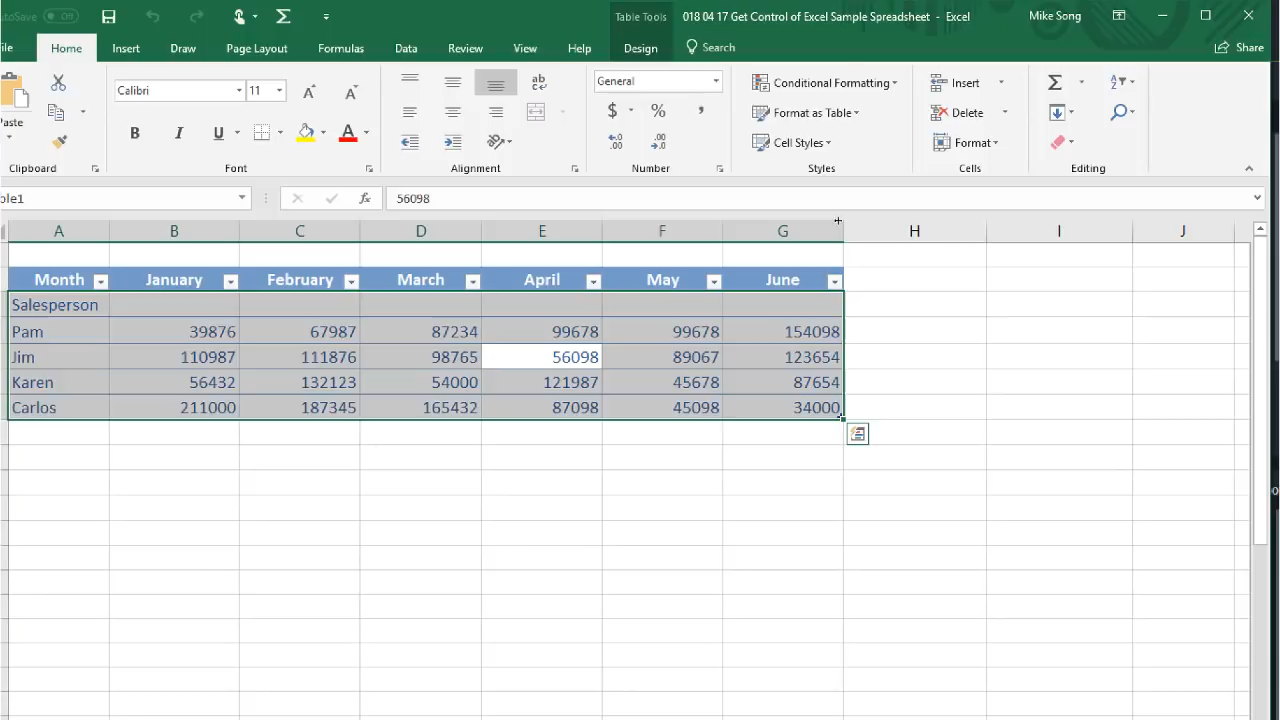 AutoSave Off
Table Tools
018 04 17 Get Control of Excel Sample Spreadsheet - Excel
Mike Song
ile Home Insert Draw Page Layout Formulas Data Review View Help Design Search Share
Paste
Calibri 11
B I U A
ab
General
$ % ,
Conditional Formatting
Format as Table
Cell Styles
Insert
Delete
Format
Clipboard Font Alignment Number Styles Cells Editing
ble1 fx 56098
A B C D E F G H I J
Month January February March April May June
Salesperson
Pam 39876 67987 87234 99678 99678 154098
Jim 110987 111876 98765 56098 89067 123654
Karen 56432 132123 54000 121987 45678 87654
Carlos 211000 187345 165432 87098 45098 34000